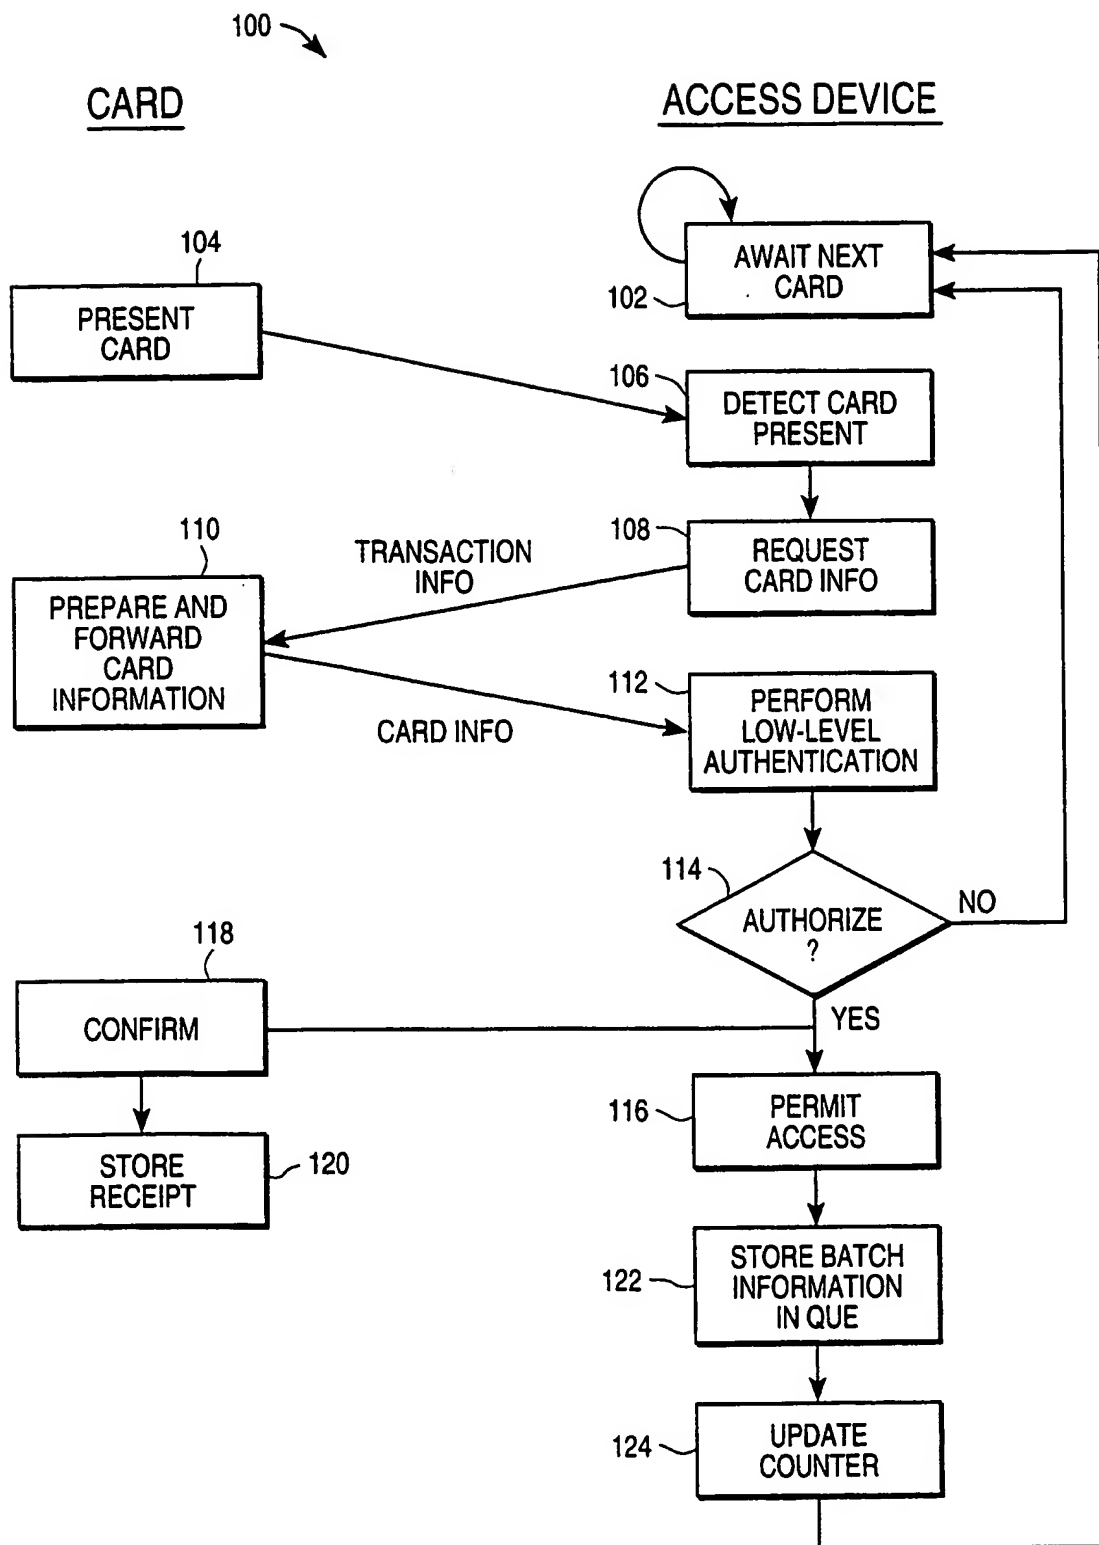 100
CARD
ACCESS DEVICE
AWAIT NEXT
CARD
102
104
PRESENT
CARD
106
DETECT CARD
PRESENT
108
REQUEST
CARD INFO
TRANSACTION
INFO
110
PREPARE AND
FORWARD
CARD
INFORMATION
CARD INFO
112
PERFORM
LOW-LEVEL
AUTHENTICATION
114
AUTHORIZE
?
NO
YES
118
CONFIRM
116
PERMIT
ACCESS
STORE
RECEIPT
120
122
STORE BATCH
INFORMATION
IN QUE
124
UPDATE
COUNTER